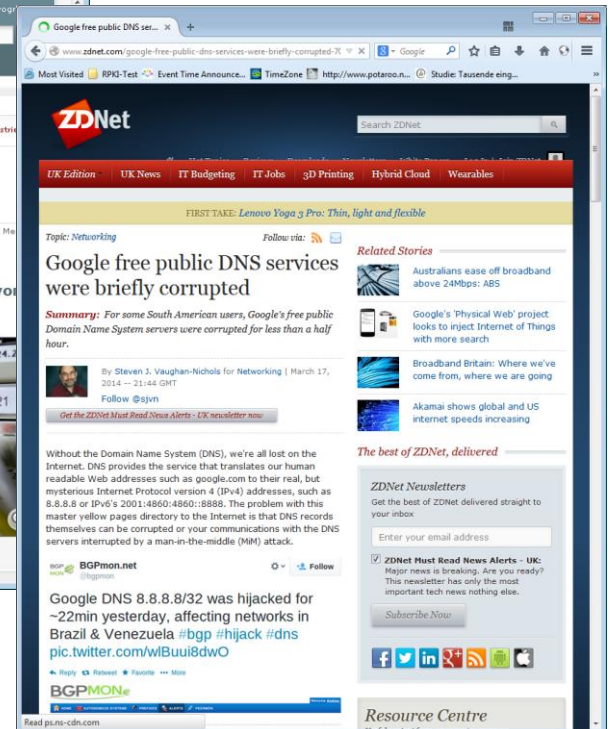 Google free public DNS ser...
www.zdnet.com/google-free-public-dns-services-were-briefly-corrupted-7(
Google
Most Visited
RPKI-Test
Event Time Announce...
TimeZone
http://www.potaroo.n...
Studie: Tausende eing...
ZDNet
Search ZDNet
UK Edition
UK News
IT Budgeting
IT Jobs
3D Printing
Hybrid Cloud
Wearables
FIRST TAKE: Lenovo Yoga 3 Pro: Thin, light and flexible
Topic: Networking
Follow via:
Google free public DNS services
were briefly corrupted
Summary: For some South American users, Google's free public
Domain Name System servers were corrupted for less than a half
hour.
By Steven J. Vaughan-Nichols for Networking | March 17,
2014 -- 21:44 GMT
Follow @sjvn
Get the ZDNet Must Read News Alerts - UK newsletter now
Without the Domain Name System (DNS), we're all lost on the
Internet. DNS provides the service that translates our human
readable Web addresses such as google.com to their real, but
mysterious Internet Protocol version 4 (IPv4) addresses, such as
8.8.8.8 or IPv6's 2001:4860:4860::8888. The problem with this
master yellow pages directory to the Internet is that DNS records
themselves can be corrupted or your communications with the DNS
servers interrupted by a man-in-the-middle (MiM) attack.
BGPmon.net
@bgpmon
Follow
Google DNS 8.8.8.8/32 was hijacked for
~22min yesterday, affecting networks in
Brazil & Venezuela #bgp #hijack #dns
pic.twitter.com/wlBuui8dwO
Reply Retweet Favorite More
BGPMON
Read ps.ns-cdn.com
Related Stories
Australians ease off broadband
above 24Mbps: ABS
Google's 'Physical Web' project
looks to inject Internet of Things
with more search
Broadband Britain: Where we've
come from, where we are going
Akamai shows global and US
internet speeds increasing
The best of ZDNet, delivered
ZDNet Newsletters
Get the best of ZDNet delivered straight to
your inbox
Enter your email address
ZDNet Must Read News Alerts - UK:
Major news is breaking. Are you ready?
This newsletter has only the most
important tech news nothing else.
Subscribe Now
Resource Centre